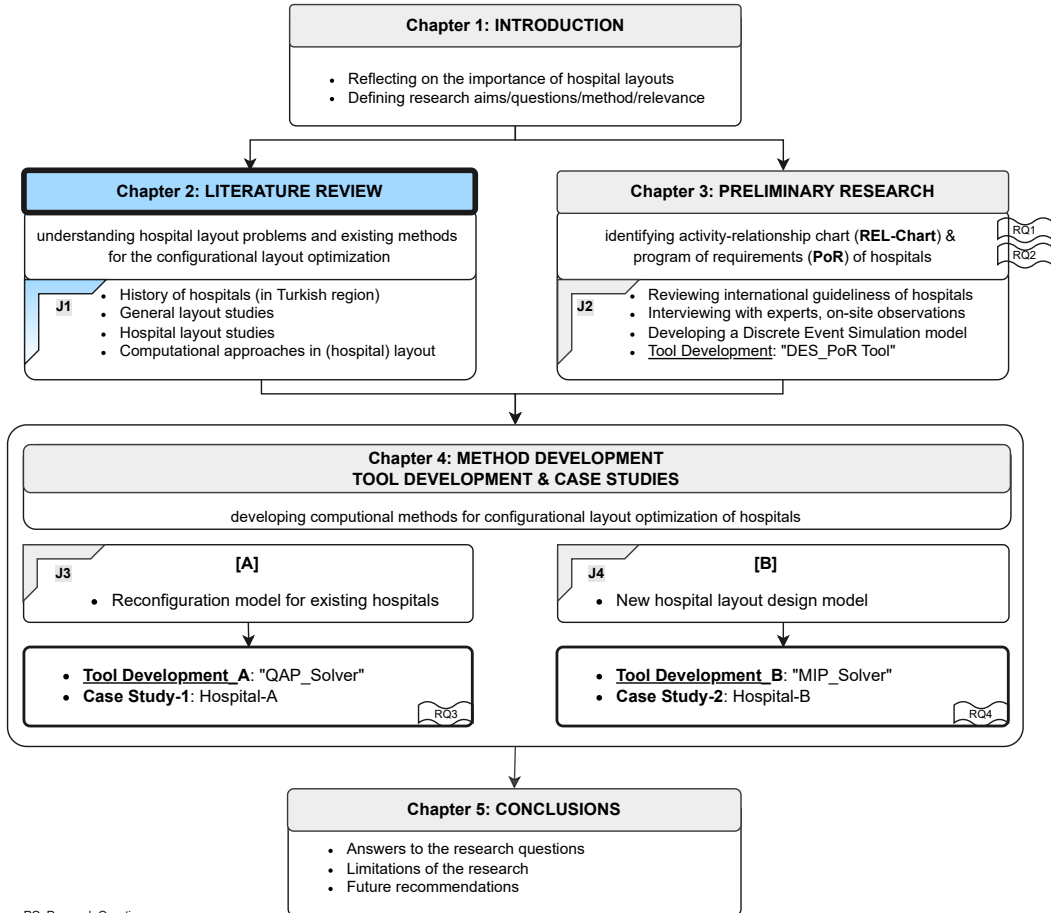 Chapter 1: INTRODUCTION
• Reflecting on the importance of hospital layouts
• Defining research aims/questions/method/relevance
Chapter 2: LITERATURE REVIEW
understanding hospital layout problems and existing methods
for the configurational layout optimization
J1
• History of hospitals (in Turkish region)
• General layout studies
• Hospital layout studies
• Computational approaches in (hospital) layout
Chapter 3: PRELIMINARY RESEARCH
identifying activity-relationship chart (REL-Chart) &
program of requirements (PoR) of hospitals
RQ1
RQ2
J2
• Reviewing international guideliness of hospitals
• Interviewing with experts, on-site observations
• Developing a Discrete Event Simulation model
• Tool Development: "DES_PoR Tool"
Chapter 4: METHOD DEVELOPMENT
TOOL DEVELOPMENT & CASE STUDIES
developing computional methods for configurational layout optimization of hospitals
J3
[A]
• Reconfiguration model for existing hospitals
• Tool Development_A: "QAP_Solver"
• Case Study-1: Hospital-A
RQ3
J4
[B]
• New hospital layout design model
• Tool Development_B: "MIP_Solver"
• Case Study-2: Hospital-B
RQ4
Chapter 5: CONCLUSIONS
• Answers to the research questions
• Limitations of the research
• Future recommendations